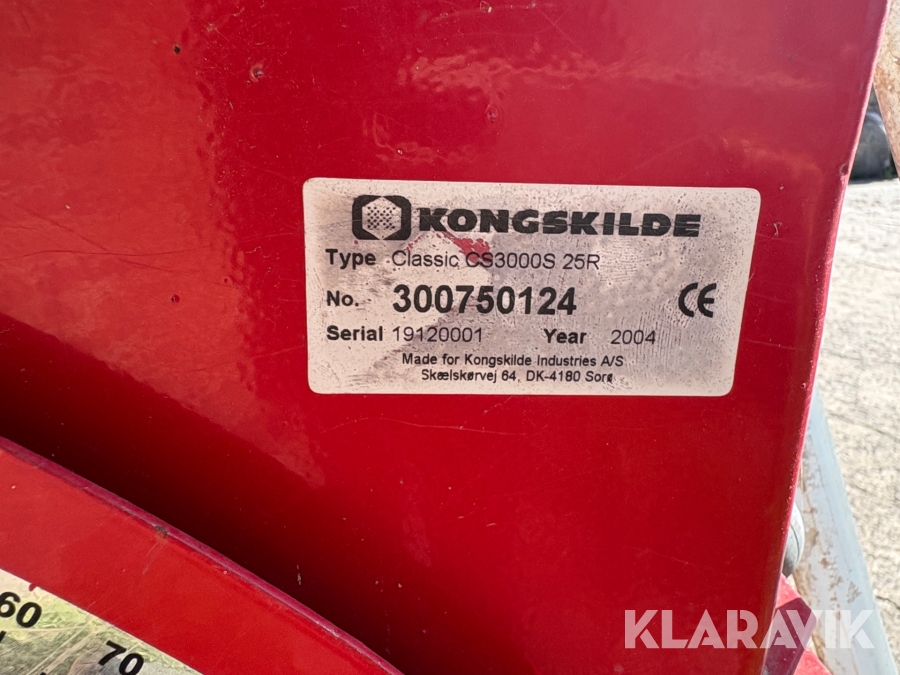 KONGSKILDE
Type Classic CS3000S 25R
No. 300750124 CE
Serial 19120001 Year 2004
Made for Kongskilde Industries A/S
Skælskørvej 64, DK-4180 Sorø
60
70
KLARAVIK